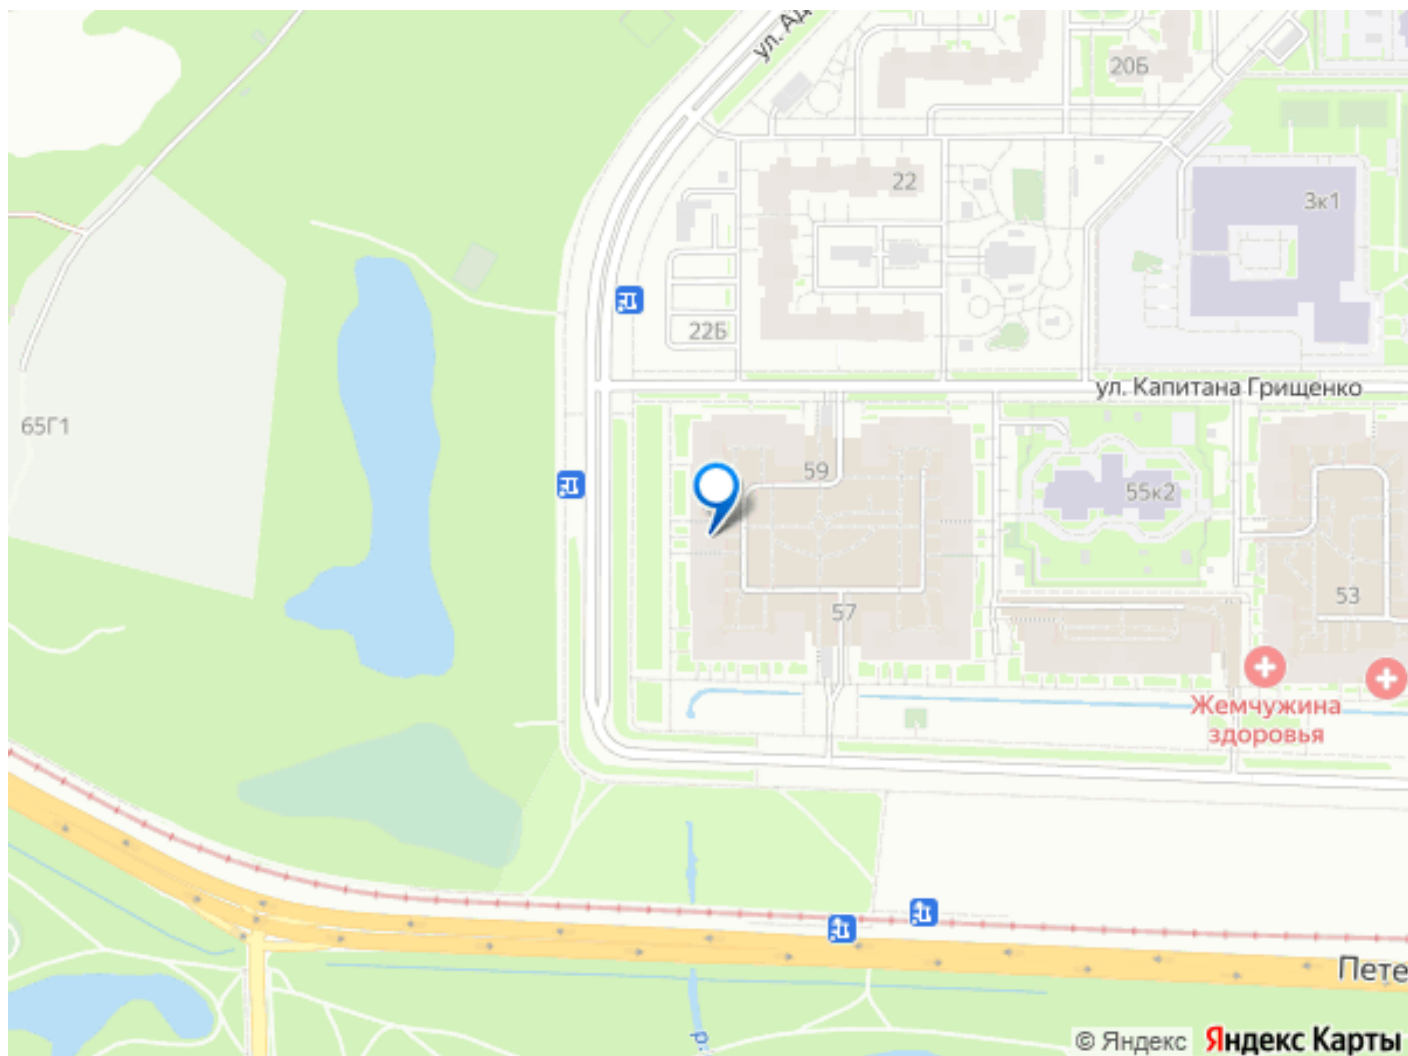 ул. Ад
20Б
22
3к1
22Б
ул. Капитана Грищенко
65Г1
59
55к2
53
57
Жемчужина
здоровья
Пете
р.
© Яндекс Яндекс Карты